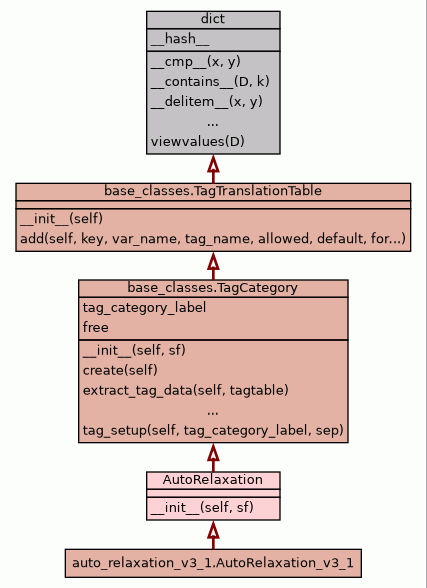 dict
__hash__
__cmp__(x, y)
__contains__(D, k)
__delitem__(x, y)
...
viewvalues(D)
base_classes.TagTranslationTable
__init__(self)
add(self, key, var_name, tag_name, allowed, default, for...)
base_classes.TagCategory
tag_category_label
free
__init__(self, sf)
create(self)
extract_tag_data(self, tagtable)
...
tag_setup(self, tag_category_label, sep)
AutoRelaxation
__init__(self, sf)
auto_relaxation_v3_1.AutoRelaxation_v3_1